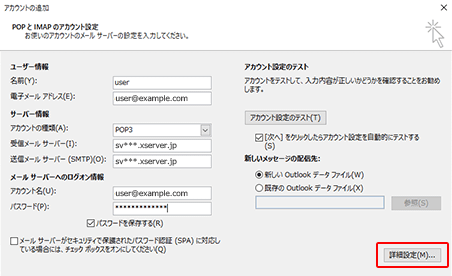 アカウントの追加
POP と IMAP のアカウント設定
お使いのアカウントのメール サーバーの設定を入力してください。
ユーザー情報
名前(Y):
user
電子メール アドレス(E):
user@example.com
サーバー情報
アカウントの種類(A):
POP3
受信メール サーバー(I):
sv***.xserver.jp
送信メール サーバー (SMTP)(O):
sv***.xserver.jp
メール サーバーへのログオン情報
アカウント名(U):
user@example.com
パスワード(P):
*************
パスワードを保存する(R)
メール サーバーがセキュリティで保護されたパスワード認証 (SPA) に対応
している場合には、チェック ボックスをオンにしてください(Q)
アカウント設定のテスト
アカウントをテストして、入力内容が正しいかどうかを確認することをお勧め
します。
アカウント設定のテスト(T)
[次へ] をクリックしたらアカウント設定を自動的にテストする
(S)
新しいメッセージの配信先:
新しい Outlook データ ファイル(W)
既存の Outlook データ ファイル(X)
参照(S)
詳細設定(M)...